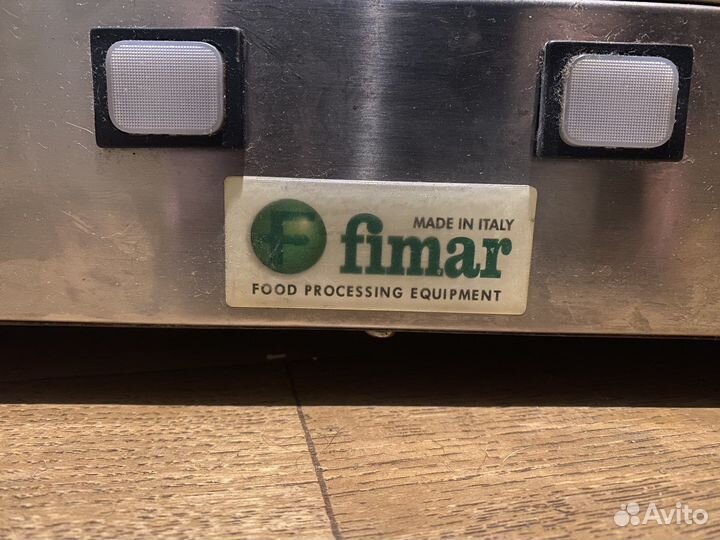 MADE IN ITALY
F fimar
FOOD PROCESSING EQUIPMENT
Avito